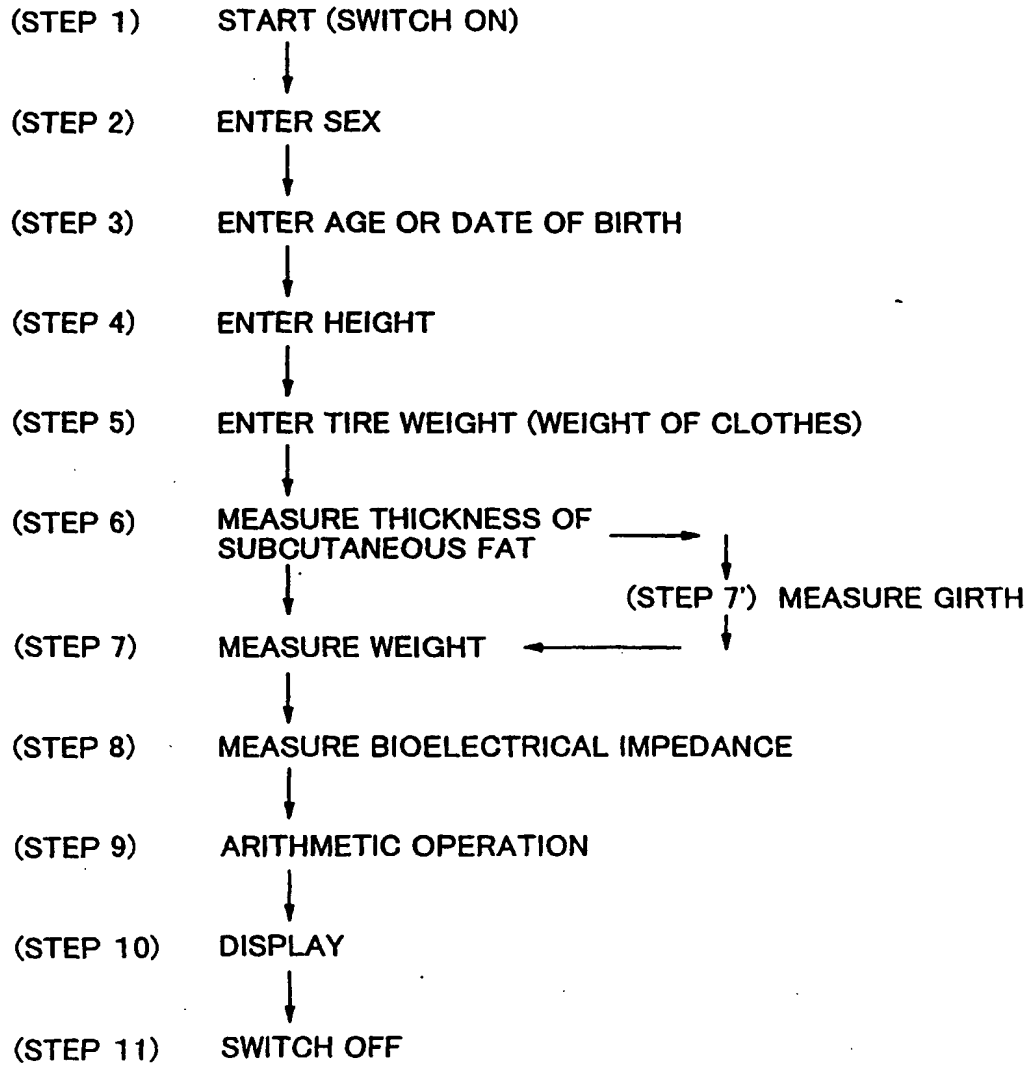 (STEP 1) START (SWITCH ON)
(STEP 2) ENTER SEX
(STEP 3) ENTER AGE OR DATE OF BIRTH
(STEP 4) ENTER HEIGHT
(STEP 5) ENTER TIRE WEIGHT (WEIGHT OF CLOTHES)
(STEP 6) MEASURE THICKNESS OF
SUBCUTANEOUS FAT
(STEP 7') MEASURE GIRTH
(STEP 7) MEASURE WEIGHT
(STEP 8) MEASURE BIOELECTRICAL IMPEDANCE
(STEP 9) ARITHMETIC OPERATION
(STEP 10) DISPLAY
(STEP 11) SWITCH OFF